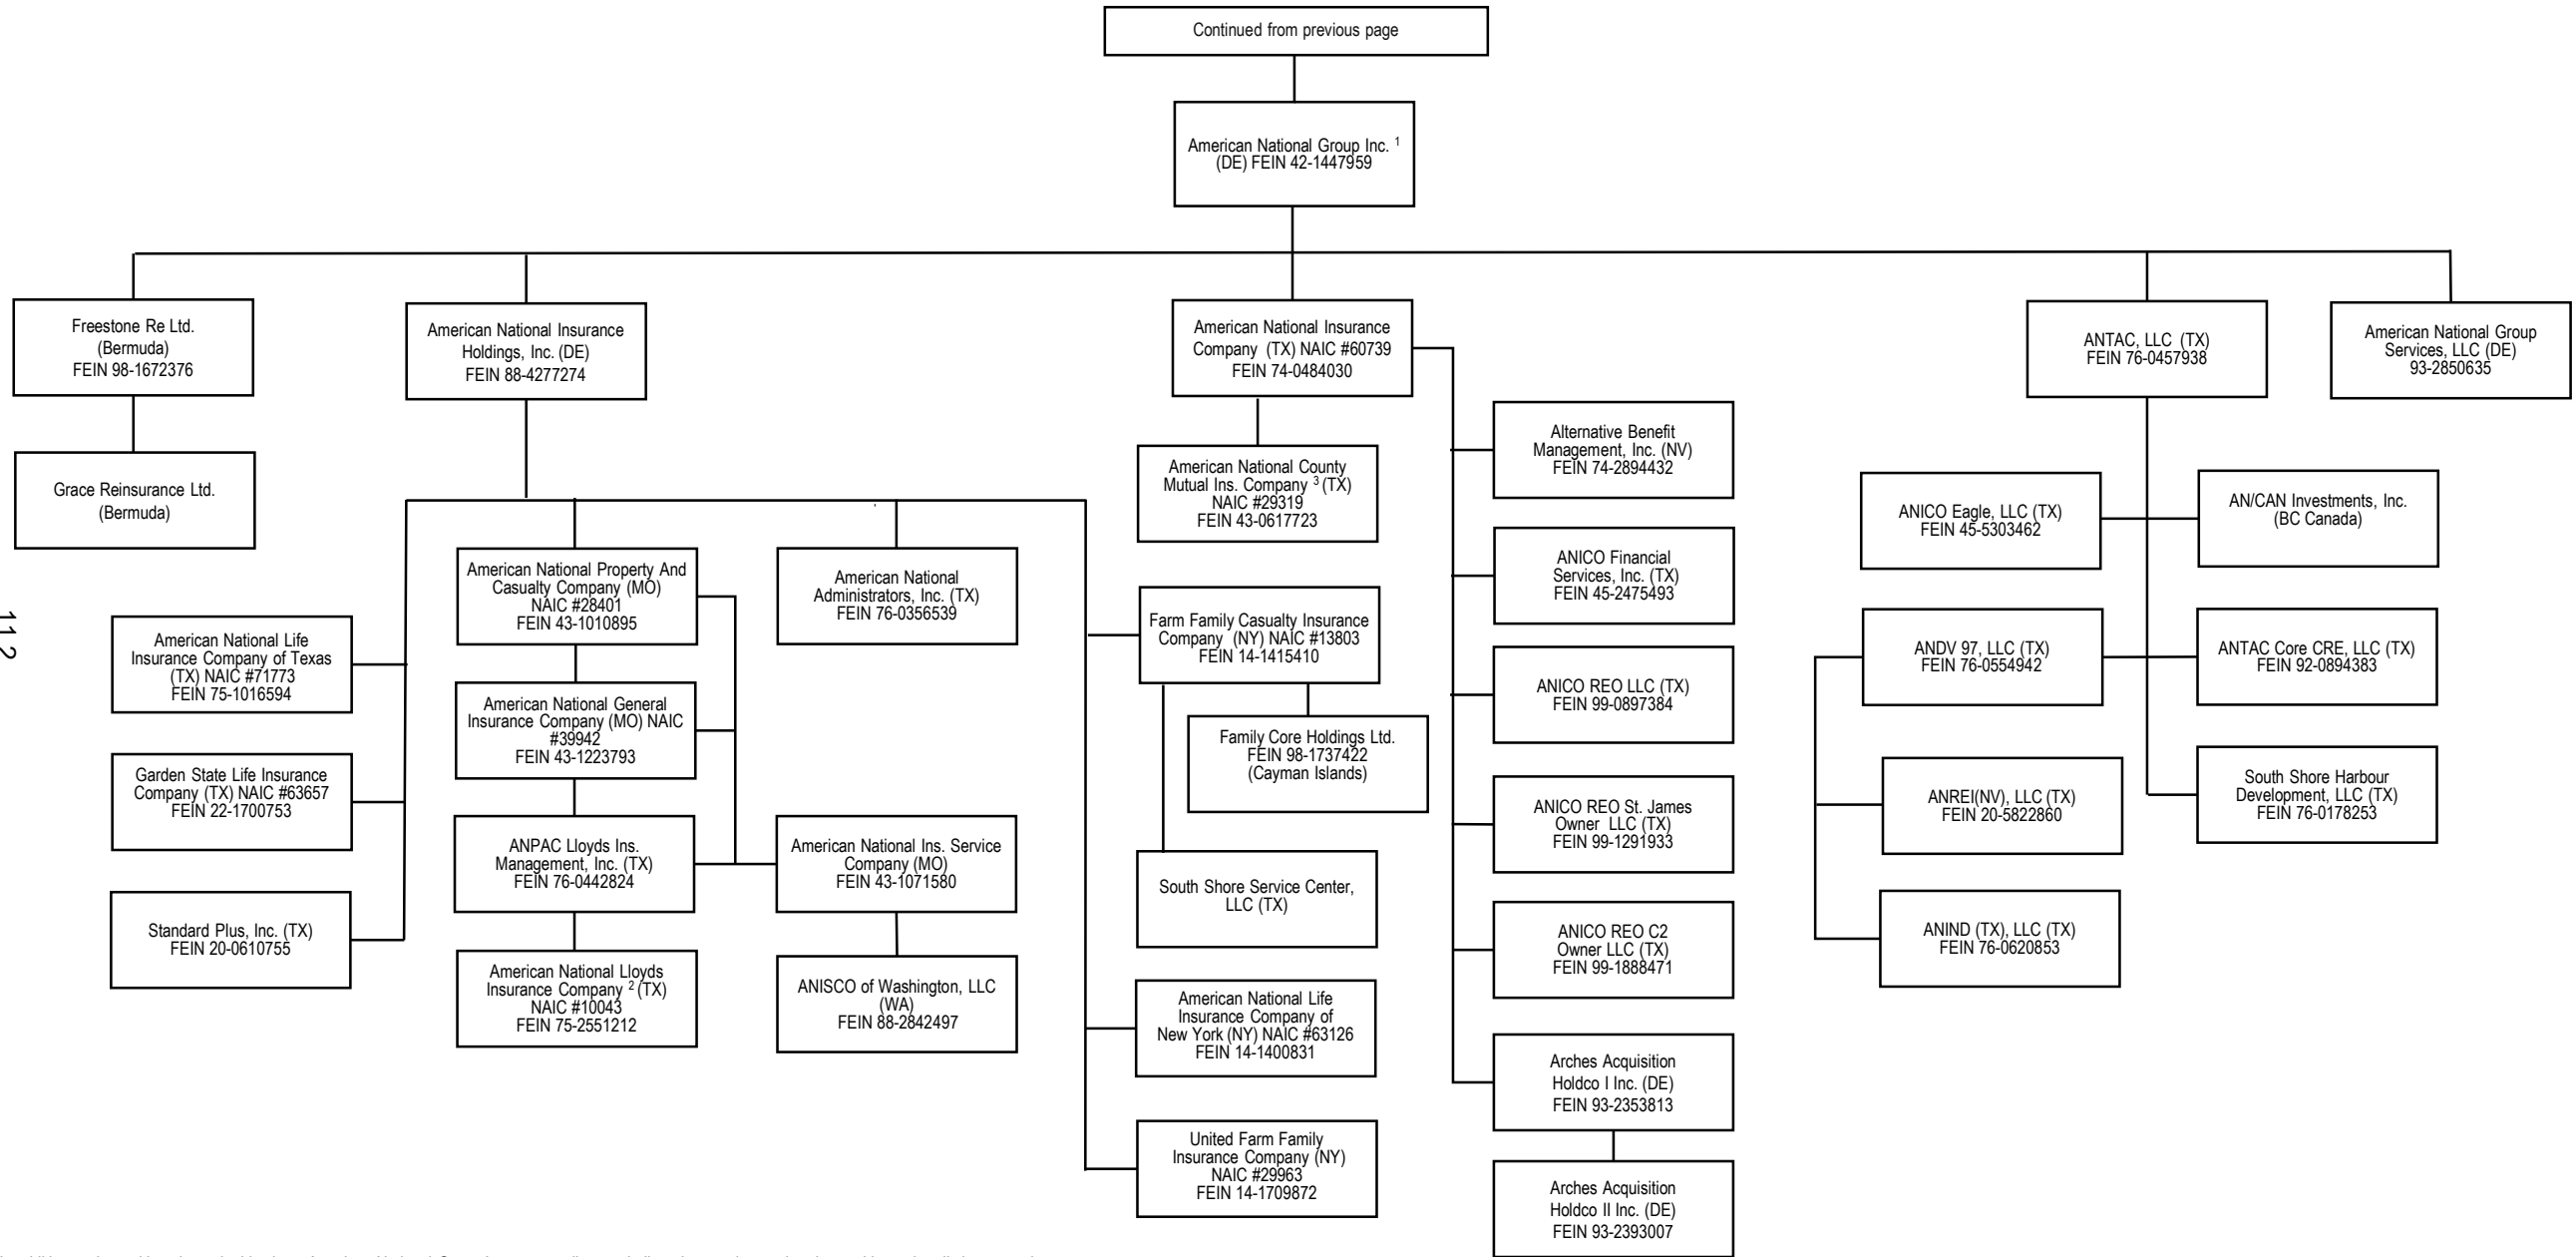 Continued from previous page
American National Group Inc. 1
(DE) FEIN 42-1447959
Freestone Re Ltd.
(Bermuda)
FEIN 98-1672376
American National Insurance
Holdings, Inc. (DE)
FEIN 88-4277274
American National Insurance
Company (TX) NAIC #60739
FEIN 74-0484030
ANTAC, LLC (TX)
FEIN 76-0457938
American National Group
Services, LLC (DE)
93-2850635
Grace Reinsurance Ltd.
(Bermuda)
American National County
Mutual Ins. Company 3 (TX)
NAIC #29319
FEIN 43-0617723
Alternative Benefit
Management, Inc. (NV)
FEIN 74-2894432
ANICO Eagle, LLC (TX)
FEIN 45-5303462
AN/CAN Investments, Inc.
(BC Canada)
American National Property And
Casualty Company (MO)
NAIC #28401
FEIN 43-1010895
American National
Administrators, Inc. (TX)
FEIN 76-0356539
ANICO Financial
Services, Inc. (TX)
FEIN 45-2475493
11.2
American National Life
Insurance Company of Texas
(TX) NAIC #71773
FEIN 75-1016594
Farm Family Casualty Insurance
Company (NY) NAIC #13803
FEIN 14-1415410
ANDV 97, LLC (TX)
FEIN 76-0554942
ANTAC Core CRE, LLC (TX)
FEIN 92-0894383
American National General
Insurance Company (MO) NAIC
#39942
FEIN 43-1223793
ANICO REO LLC (TX)
FEIN 99-0897384
Family Core Holdings Ltd.
FEIN 98-1737422
(Cayman Islands)
Garden State Life Insurance
Company (TX) NAIC #63657
FEIN 22-1700753
ANICO REO St. James
Owner LLC (TX)
FEIN 99-1291933
ANREI(NV), LLC (TX)
FEIN 20-5822860
South Shore Harbour
Development, LLC (TX)
FEIN 76-0178253
ANPAC Lloyds Ins.
Management, Inc. (TX)
FEIN 76-0442824
American National Ins. Service
Company (MO)
FEIN 43-1071580
South Shore Service Center,
LLC (TX)
Standard Plus, Inc. (TX)
FEIN 20-0610755
ANICO REO C2
Owner LLC (TX)
FEIN 99-1888471
ANIND (TX), LLC (TX)
FEIN 76-0620853
American National Lloyds
Insurance Company 2 (TX)
NAIC #10043
FEIN 75-2551212
ANISCO of Washington, LLC
(WA)
FEIN 88-2842497
American National Life
Insurance Company of
New York (NY) NAIC #63126
FEIN 14-1400831
Arches Acquisition
Holdco I Inc. (DE)
FEIN 93-2353813
United Farm Family
Insurance Company (NY)
NAIC #29963
FEIN 14-1709872
Arches Acquisition
Holdco II Inc. (DE)
FEIN 93-2393007